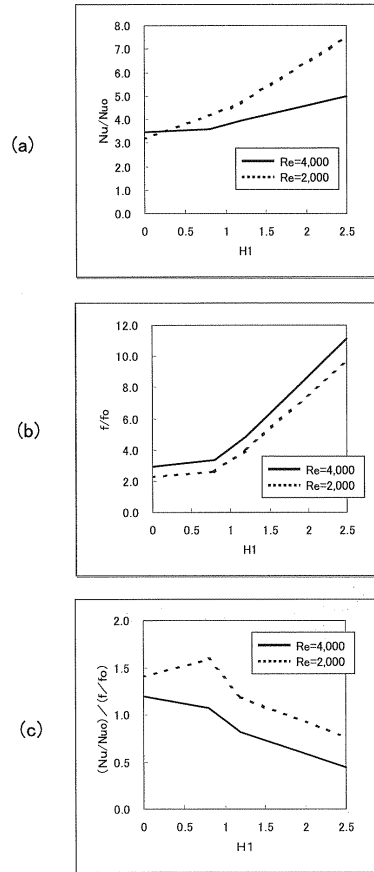 (a)
Nu/Nuo
8.0
7.0
6.0
5.0
4.0
3.0
2.0
1.0
0.0
Re=4,000
Re=2,000
0 0.5 1 1.5 2 2.5
H1
(b)
f/fo
12.0
10.0
8.0
6.0
4.0
2.0
0.0
Re=4,000
Re=2,000
0 0.5 1 1.5 2 2.5
H1
(c)
(Nu/Nuo)/(f/fo)
2.0
1.5
1.0
0.5
0.0
Re=4,000
Re=2,000
0 0.5 1 1.5 2 2.5
H1